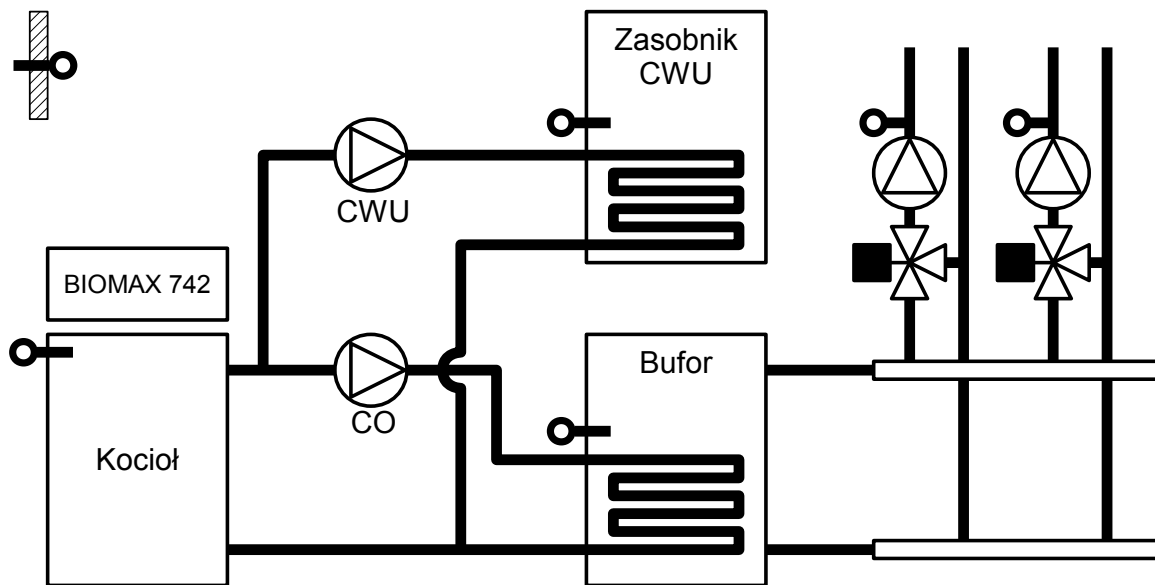 Zasobnik
CWU
CWU
BIOMAX 742
Bufor
CO
Kocioł